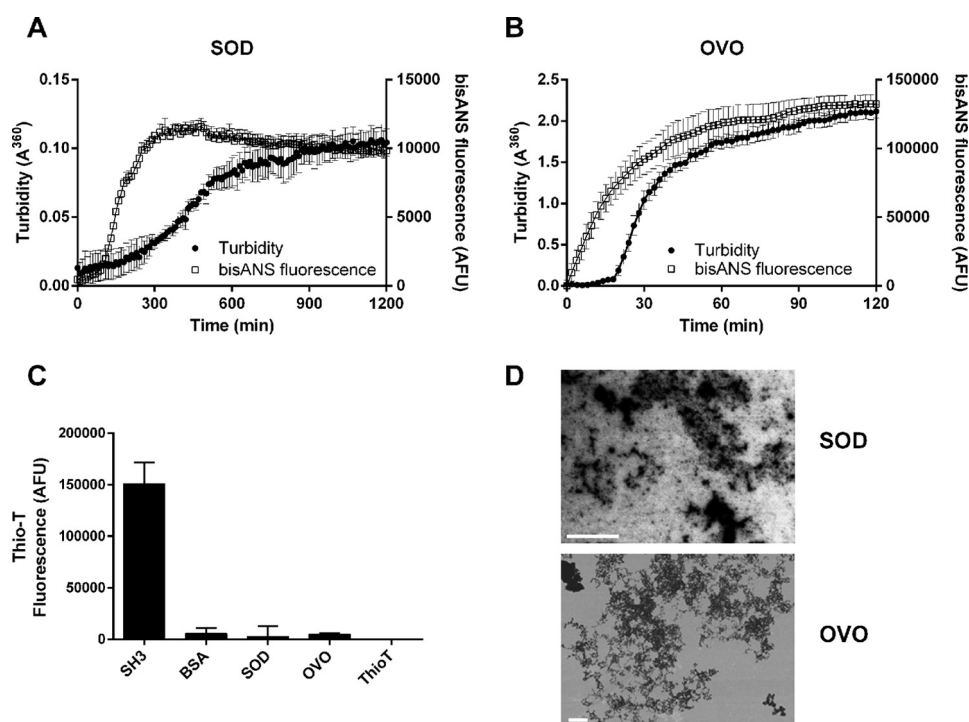 A
SOD
Turbidity (A360)
0.15
0.10
0.05
0.00
15000
10000
5000
0
bisANS fluorescence
(AFU)
Turbidity
bisANS fluorescence
0
300
600
900
1200
Time (min)
B
OVO
Turbipity (A360)
2.5
2.0
1.5
1.0
0.5
0.0
150000
100000
50000
0
bisANS fluorescence
(AFU)
Turbidity
bisANS fluorescence
0
30
60
90
120
Time (min)
C
Thio-T
Fluorescence (AFU)
200000
150000
100000
50000
0
SH3
BSA
SOD
OVO
ThioT
D
SOD
OVO